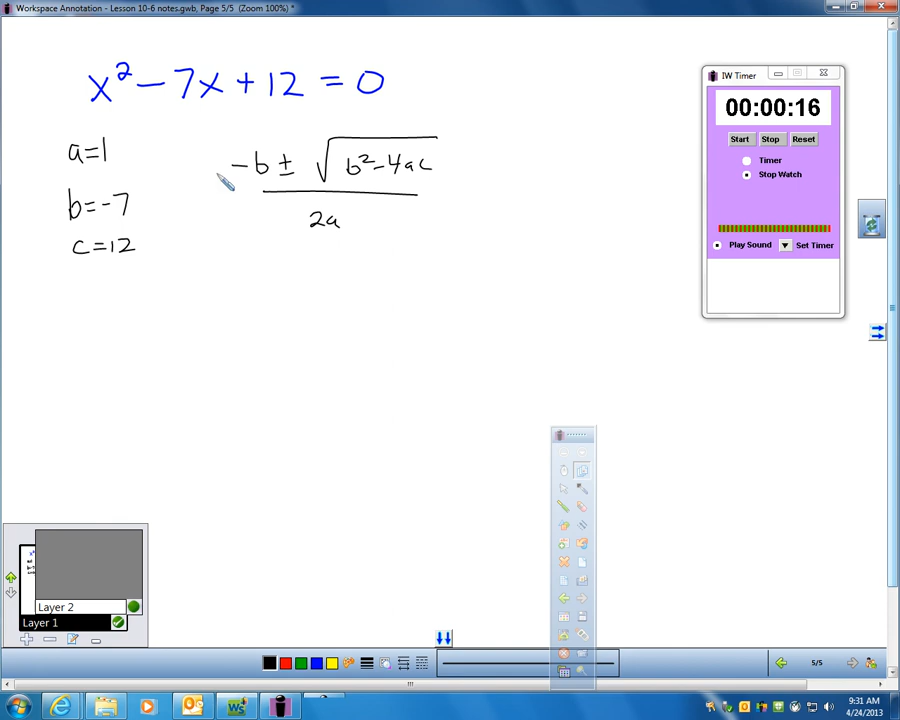 Workspace Annotation - Lesson 10-6 notes.gwb, Page 5/5 (Zoom 100%) *
x² - 7x + 12 = 0
IW Timer
00:00:16
Start Stop Reset
Timer
Stop Watch
Play Sound Set Timer
a=1
b=-7
c=12
-b ± √b²-4ac
2a
Layer 2
Layer 1
5/5
9:31 AM
4/24/2013